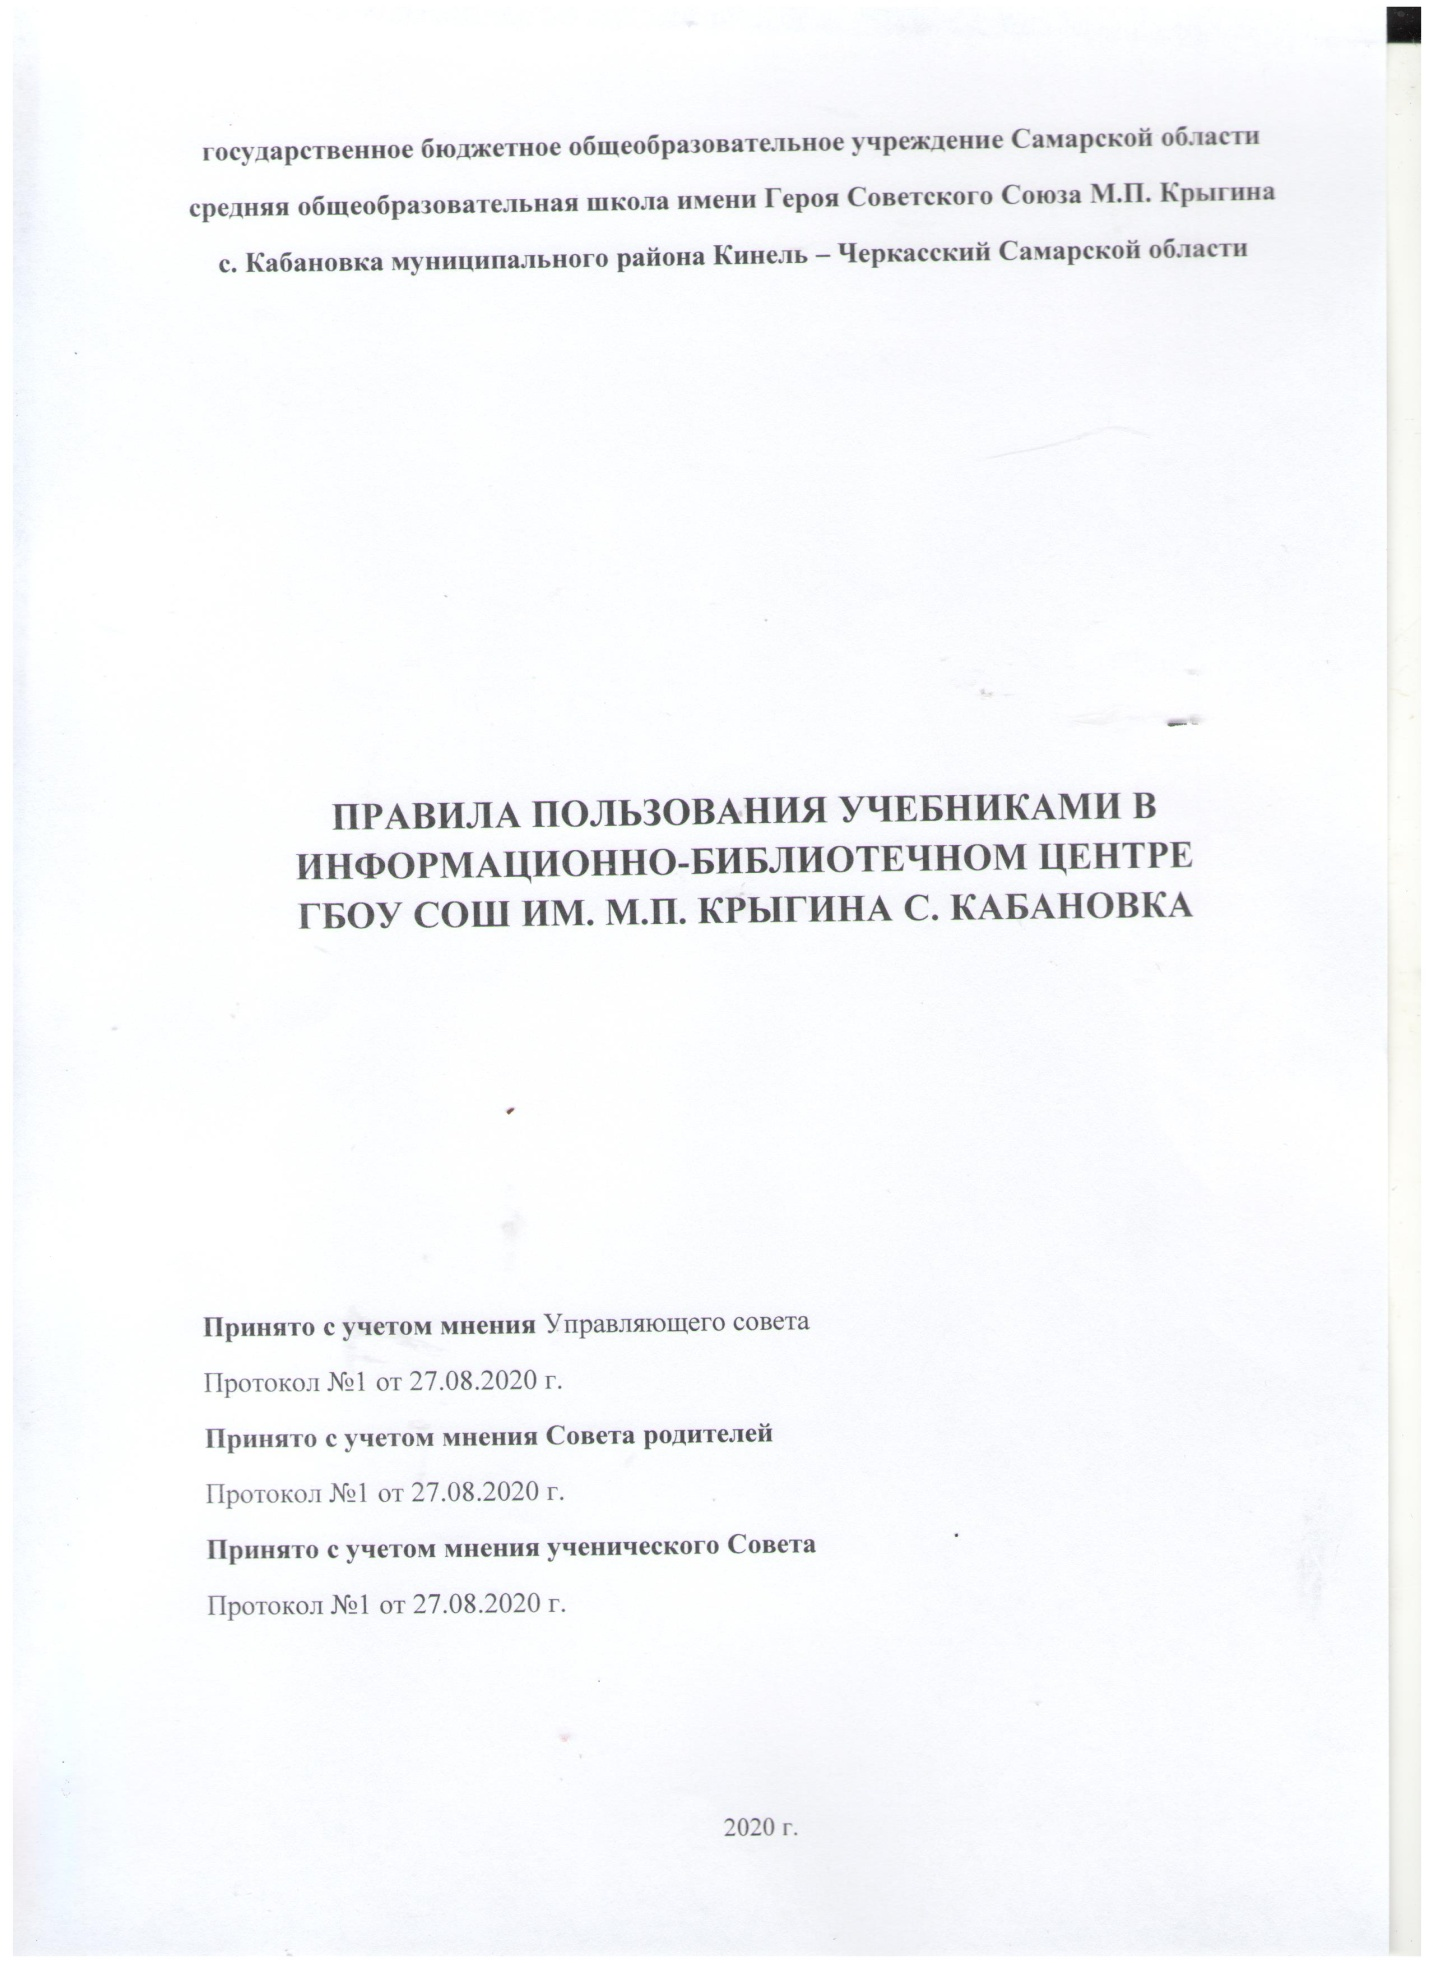 государственное бюджетное общеобразовательное учреждение Самарской области
средняя общеобразовательная школа имени Героя Советского Союза М.П. Крыгина
с. Кабановка муниципального района Кинель – Черкасский Самарской области
ПРАВИЛА ПОЛЬЗОВАНИЯ УЧЕБНИКАМИ В
ИНФОРМАЦИОННО-БИБЛИОТЕЧНОМ ЦЕНТРЕ
ГБОУ СОШ ИМ. М.П. КРЫГИНА С. КАБАНОВКА
Принято с учетом мнения Управляющего совета
Протокол №1 от 27.08.2020 г.
Принято с учетом мнения Совета родителей
Протокол №1 от 27.08.2020 г.
Принято с учетом мнения ученического Совета
Протокол №1 от 27.08.2020 г.
2020 г.